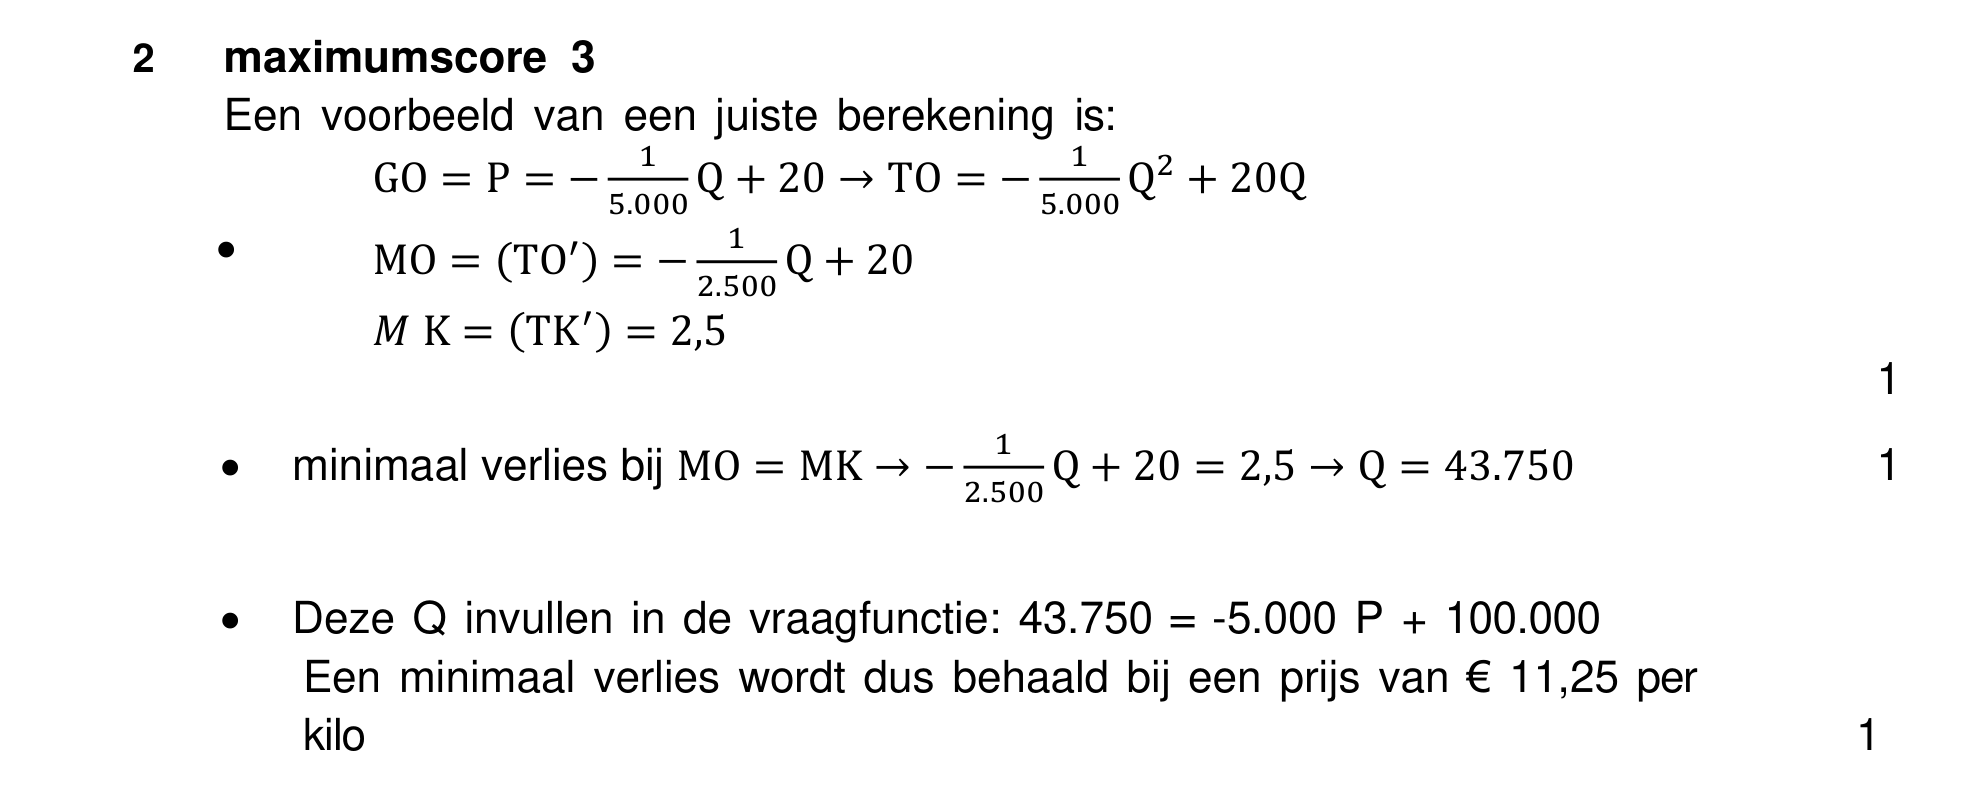 2 maximumscore 3
Een voorbeeld van een juiste berekening is:
GO = P = −1/5.000 Q + 20 → TO = −1/5.000 Q² + 20Q
• MO = (TO′) = −1/2.500 Q + 20
M K = (TK′) = 2,5
1
• minimaal verlies bij MO = MK → −1/2.500 Q + 20 = 2,5 → Q = 43.750 1
• Deze Q invullen in de vraagfunctie: 43.750 = -5.000 P + 100.000
Een minimaal verlies wordt dus behaald bij een prijs van € 11,25 per
kilo 1